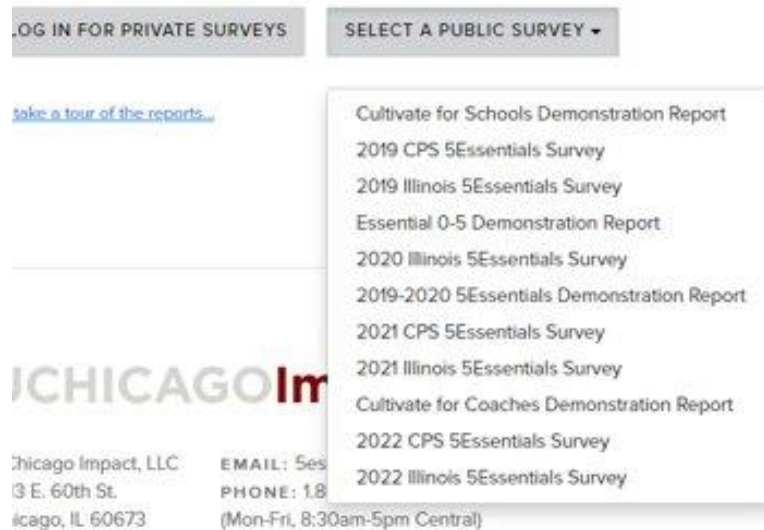 OG IN FOR PRIVATE SURVEYS
SELECT A PUBLIC SURVEY
take a tour of the reports...
Cultivate for Schools Demonstration Report
2019 CPS 5Essentials Survey
2019 Illinois 5Essentials Survey
Essential 0-5 Demonstration Report
2020 Illinois 5Essentials Survey
2019-2020 5Essentials Demonstration Report
2021 CPS 5Essentials Survey
2021 Illinois 5Essentials Survey
Cultivate for Coaches Demonstration Report
2022 CPS 5Essentials Survey
2022 Illinois 5Essentials Survey
UCHICAGOIm
Chicago Impact, LLC
3 E. 60th St.
icago, IL 60673
EMAIL: 5es
PHONE: 1.8
(Mon-Fri, 8:30am-5pm Central)